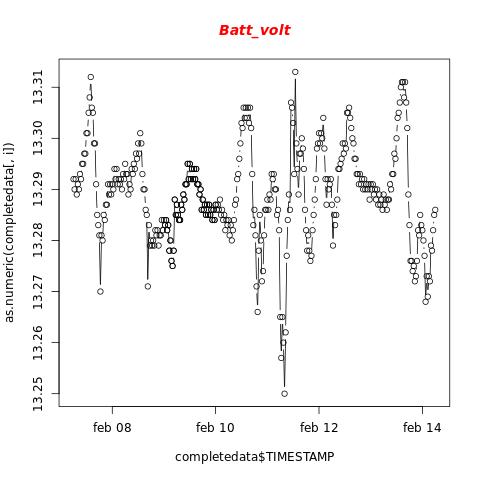 Batt_volt
as.numeric(completedata[, i])
13.31
13.30
13.29
13.28
13.27
13.26
13.25
feb 08 feb 10 feb 12 feb 14
completedata$TIMESTAMP